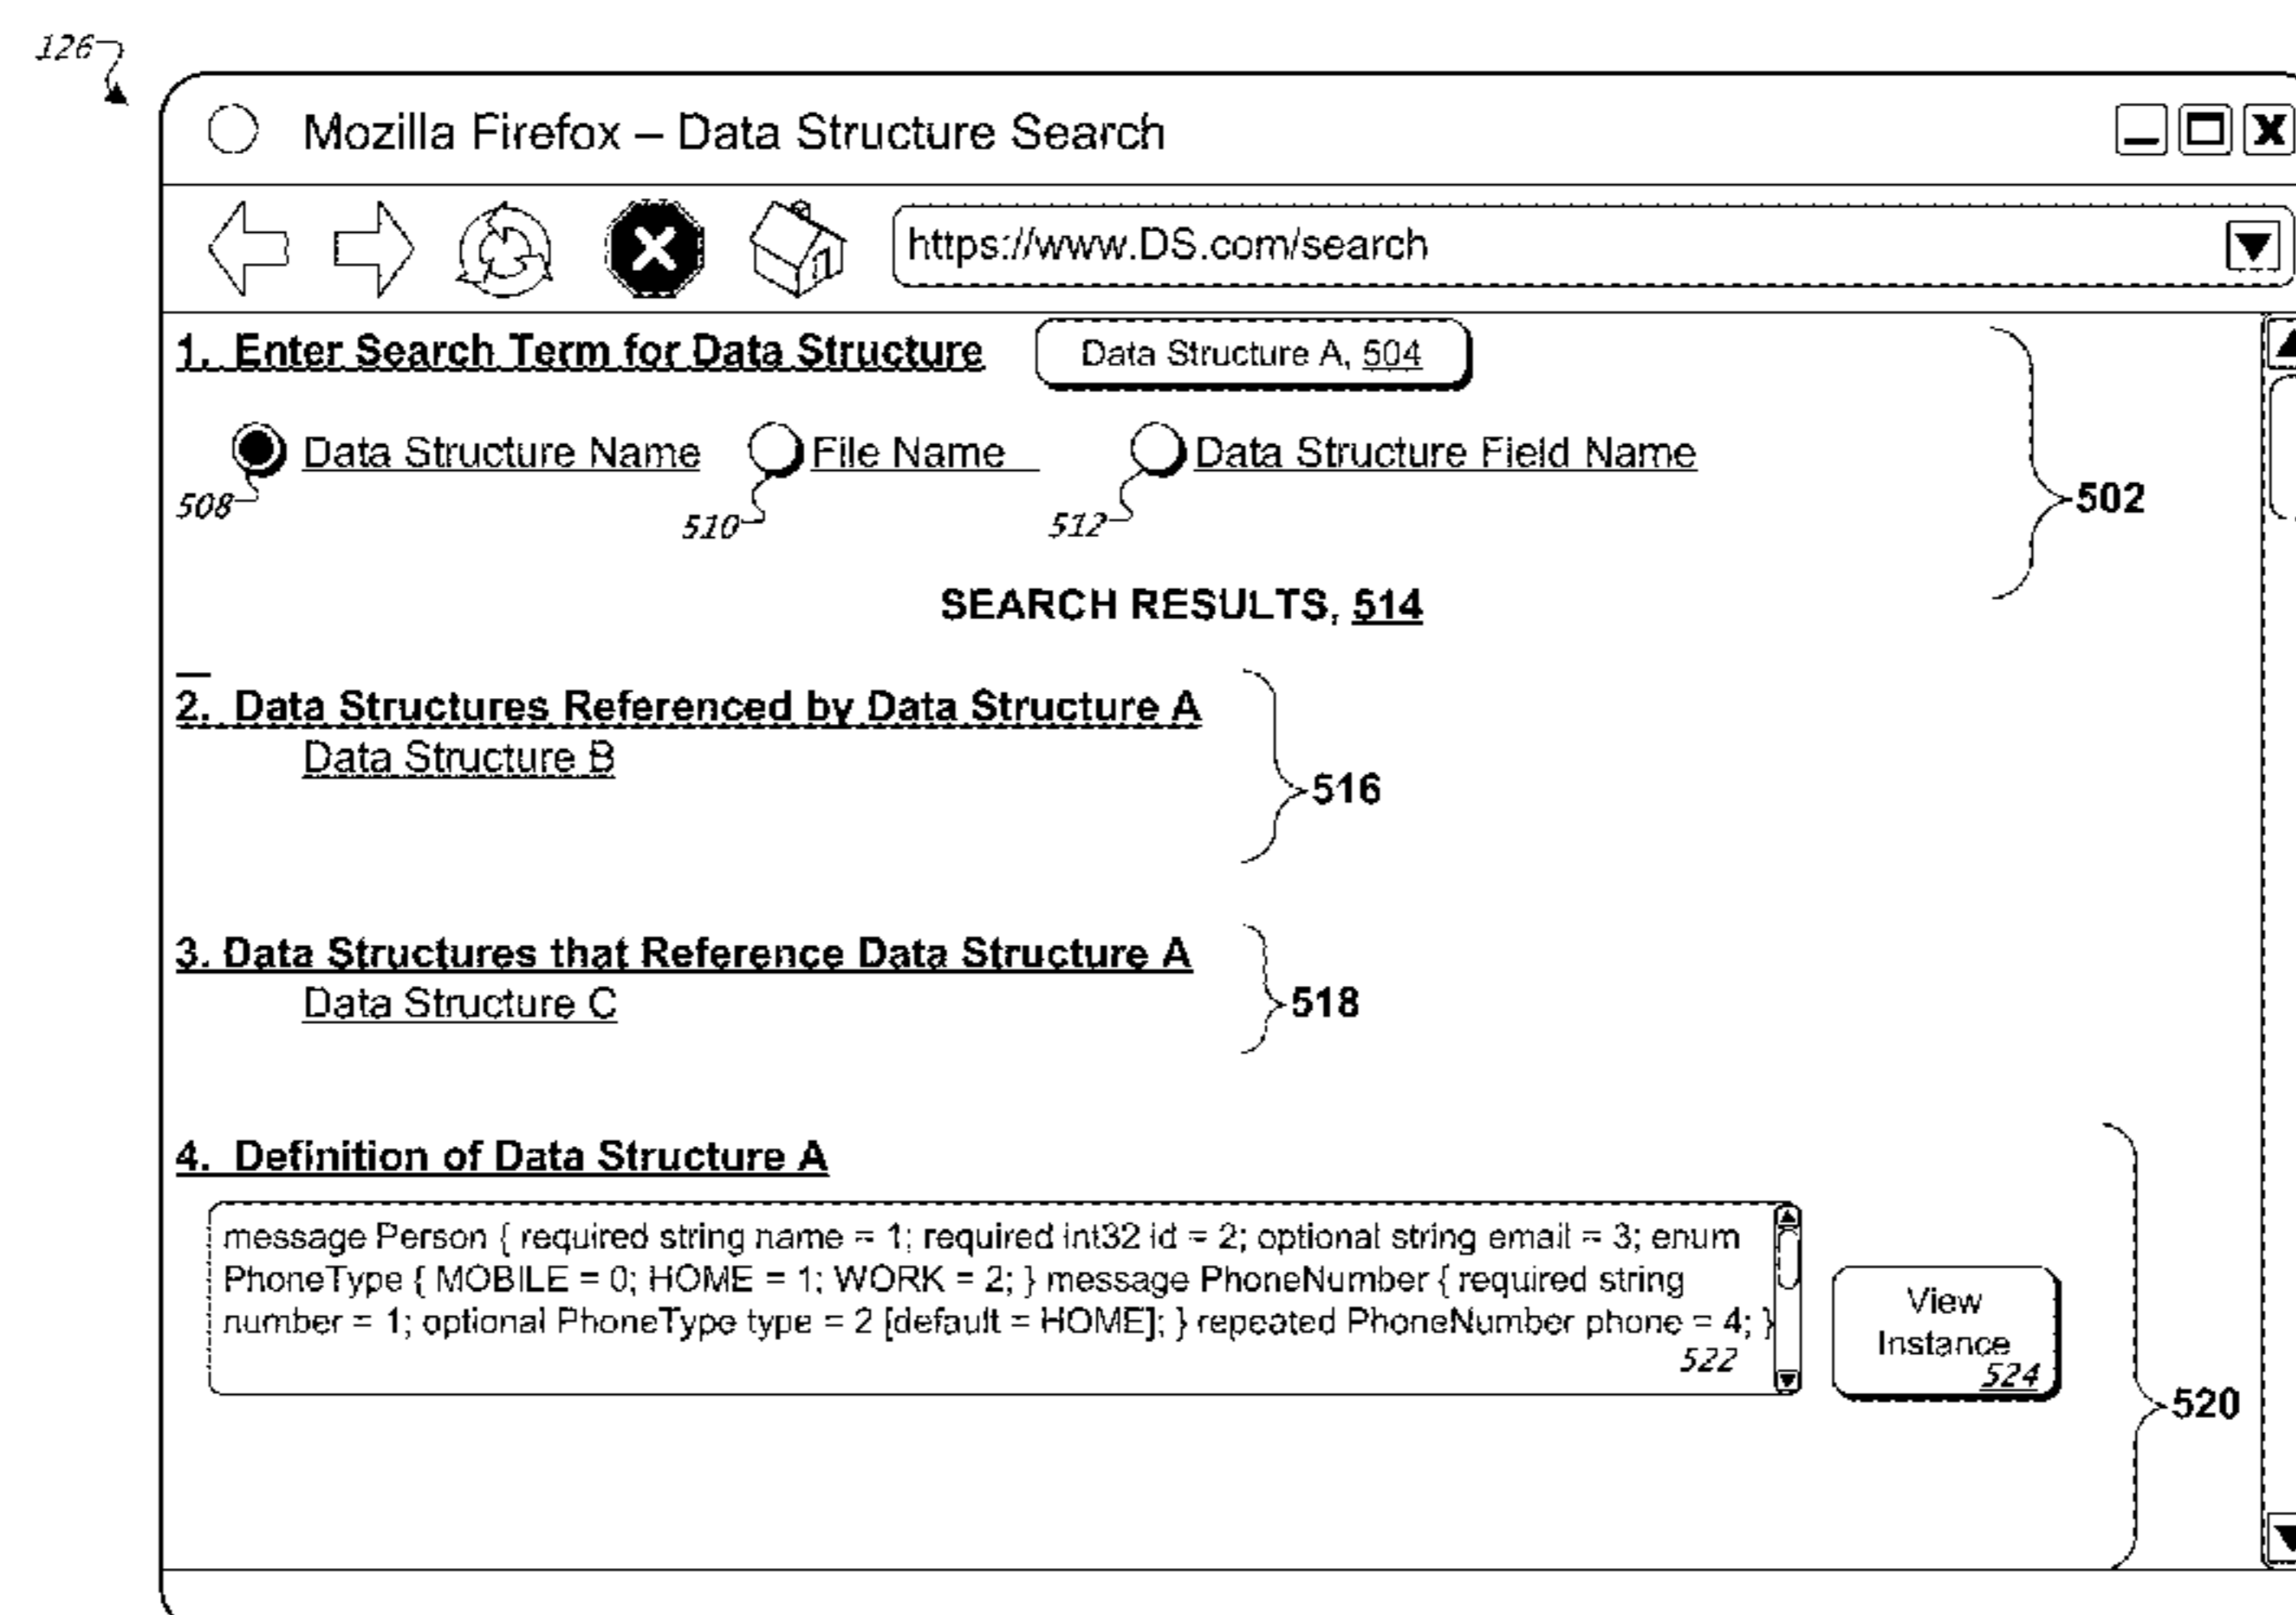 126
Mozilla Firefox – Data Structure Search
https://www.DS.com/search
1. Enter Search Term for Data Structure
Data Structure A, 504
Data Structure Name File Name Data Structure Field Name
508 510 512
502
SEARCH RESULTS, 514
2. Data Structures Referenced by Data Structure A
Data Structure B
516
3. Data Structures that Reference Data Structure A
Data Structure C
518
4. Definition of Data Structure A
message Person { required string name = 1; required int32 id = 2; optional string email = 3; enum
PhoneType { MOBILE = 0; HOME = 1; WORK = 2; } message PhoneNumber { required string
number = 1; optional PhoneType type = 2 [default = HOME]; } repeated PhoneNumber phone = 4; }
522
View
Instance
524
520